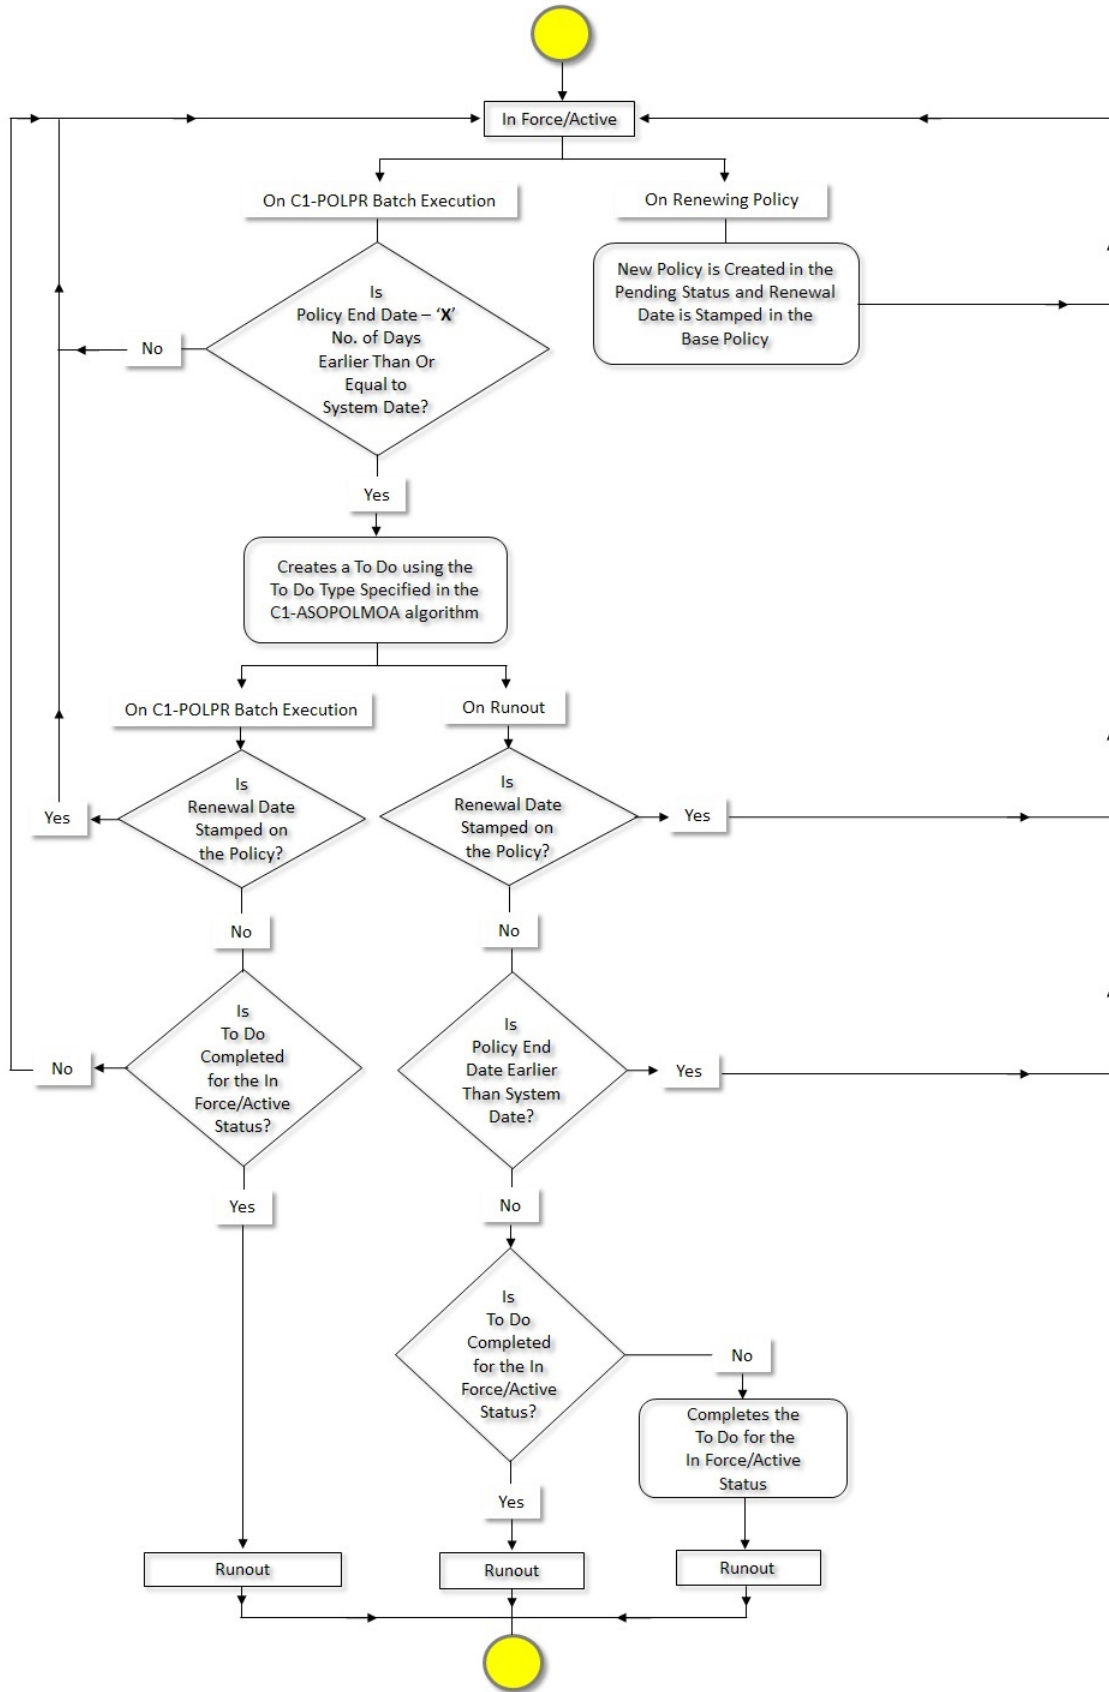 In Force/Active
On C1-POLPR Batch Execution
On Renewing Policy
Is
Policy End Date – ‘X’
No. of Days
Earlier Than Or
Equal to
System Date?
New Policy is Created in the
Pending Status and Renewal
Date is Stamped in the
Base Policy
No
Yes
Creates a To Do using the
To Do Type Specified in the
C1-ASOPOLMOA algorithm
On C1-POLPR Batch Execution
On Runout
Is
Renewal Date
Stamped on
the Policy?
Yes
Is
Renewal Date
Stamped on
the Policy?
Yes
No
No
Is
To Do
Completed
for the In
Force/Active
Status?
No
Is
Policy End
Date Earlier
Than System
Date?
Yes
Yes
No
Is
To Do
Completed
for the In
Force/Active
Status?
No
Completes the
To Do for the
In Force/Active
Status
Yes
Runout
Runout
Runout